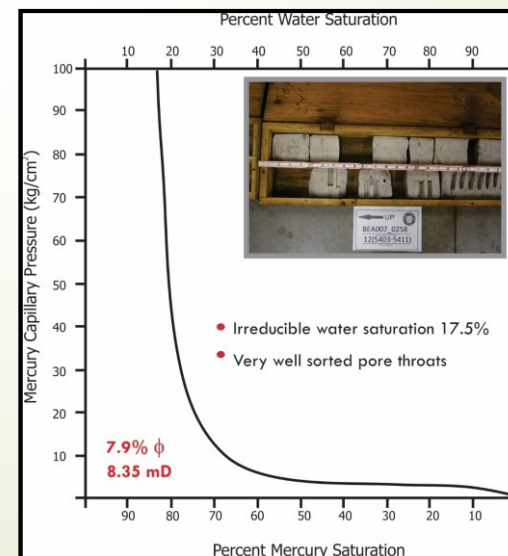 Percent Water Saturation
10 20 30 40 50 60 70 80 90
Mercury Capillary Pressure (kg/cm²)
100
90
80
70
60
50
40
30
20
10
UP
BEA007_0258
12(5403-5411)
• Irreducible water saturation 17.5%
• Very well sorted pore throats
7.9% ϕ
8.35 mD
90 80 70 60 50 40 30 20 10
Percent Mercury Saturation